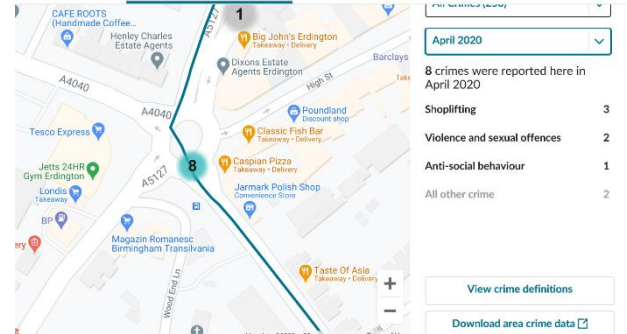 CAFE ROOTS
(Handmade Coffee...
Henley Charles
Estate Agents
A5127
1
Big John's Erdington
Takeaway • Delivery
Dixons Estate
Agents Erdington
Barclays
High St
A4040
A4040
Poundland
Discount shop
Tesco Express
Classic Fish Bar
Takeaway • Delivery
8
Caspian Pizza
Takeaway • Delivery
Jetts 24HR
Gym Erdington
A5127
Jarmark Polish Shop
Convenience Store
Londis
Takeaway
BP
Magazin Romanesc
Birmingham Transilvania
Taste Of Asia
Takeaway • Delivery
Wood End Ln
+
−
April 2020
8 crimes were reported here in
April 2020
Shoplifting 3
Violence and sexual offences 2
Anti-social behaviour 1
All other crime 2
View crime definitions
Download area crime data